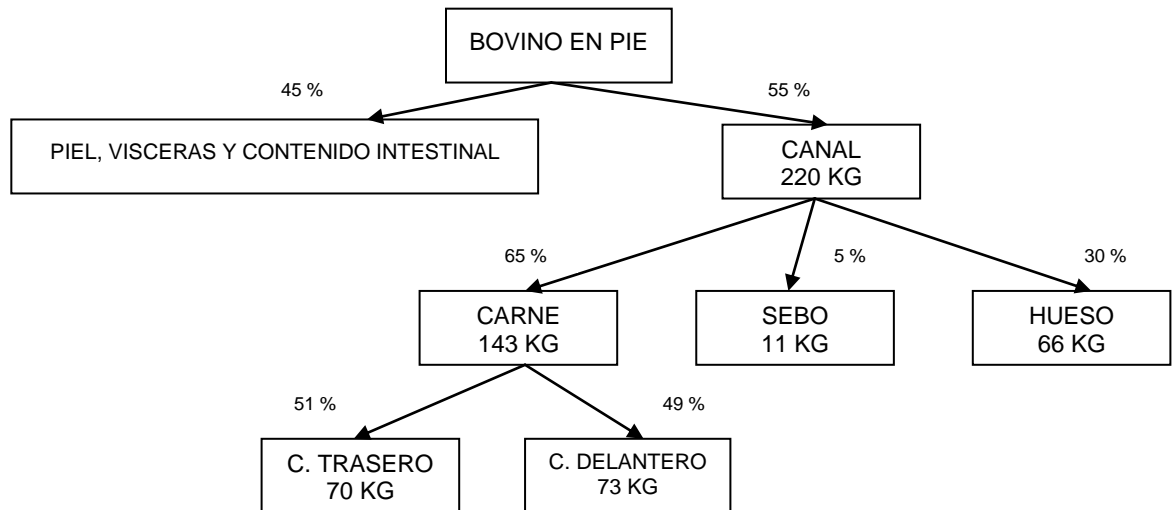 BOVINO EN PIE
45 %
55 %
PIEL, VISCERAS Y CONTENIDO INTESTINAL
CANAL
220 KG
65 %
5 %
30 %
CARNE
143 KG
SEBO
11 KG
HUESO
66 KG
51 %
49 %
C. TRASERO
70 KG
C. DELANTERO
73 KG